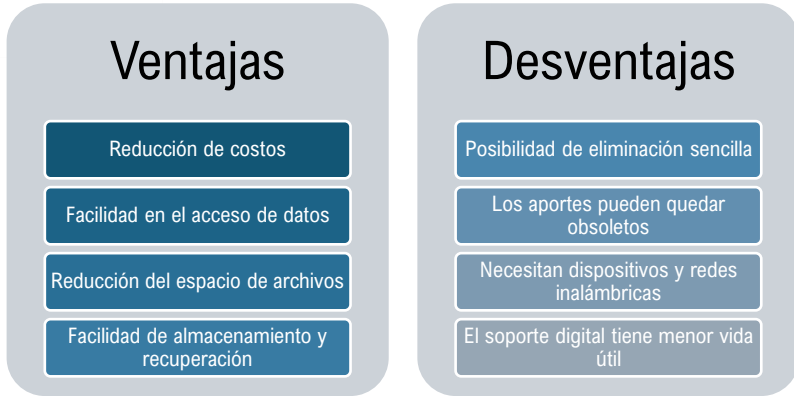 Ventajas
Reducción de costos
Facilidad en el acceso de datos
Reducción del espacio de archivos
Facilidad de almacenamiento y
recuperación
Desventajas
Posibilidad de eliminación sencilla
Los aportes pueden quedar
obsoletos
Necesitan dispositivos y redes
inalámbricas
El soporte digital tiene menor vida
útil